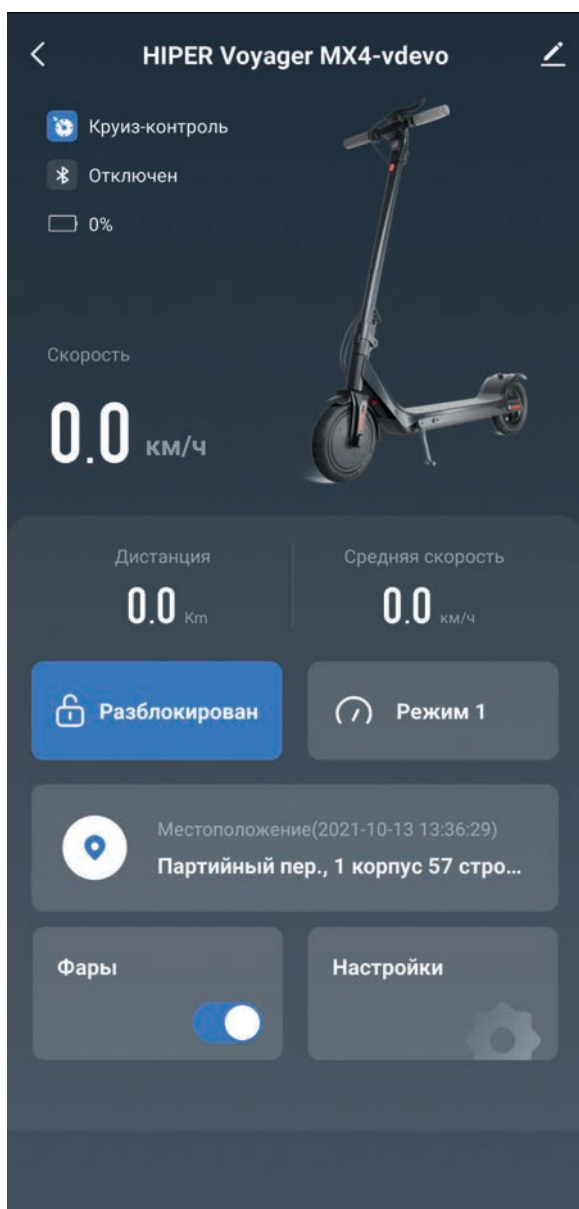 HIPER Voyager MX4-vdevo
Круиз-контроль
Отключен
0%
Скорость
0.0 км/ч
Дистанция
0.0 Km
Средняя скорость
0.0 км/ч
Разблокирован
Режим 1
Местоположение(2021-10-13 13:36:29)
Партийный пер., 1 корпус 57 стро...
Фары
Настройки